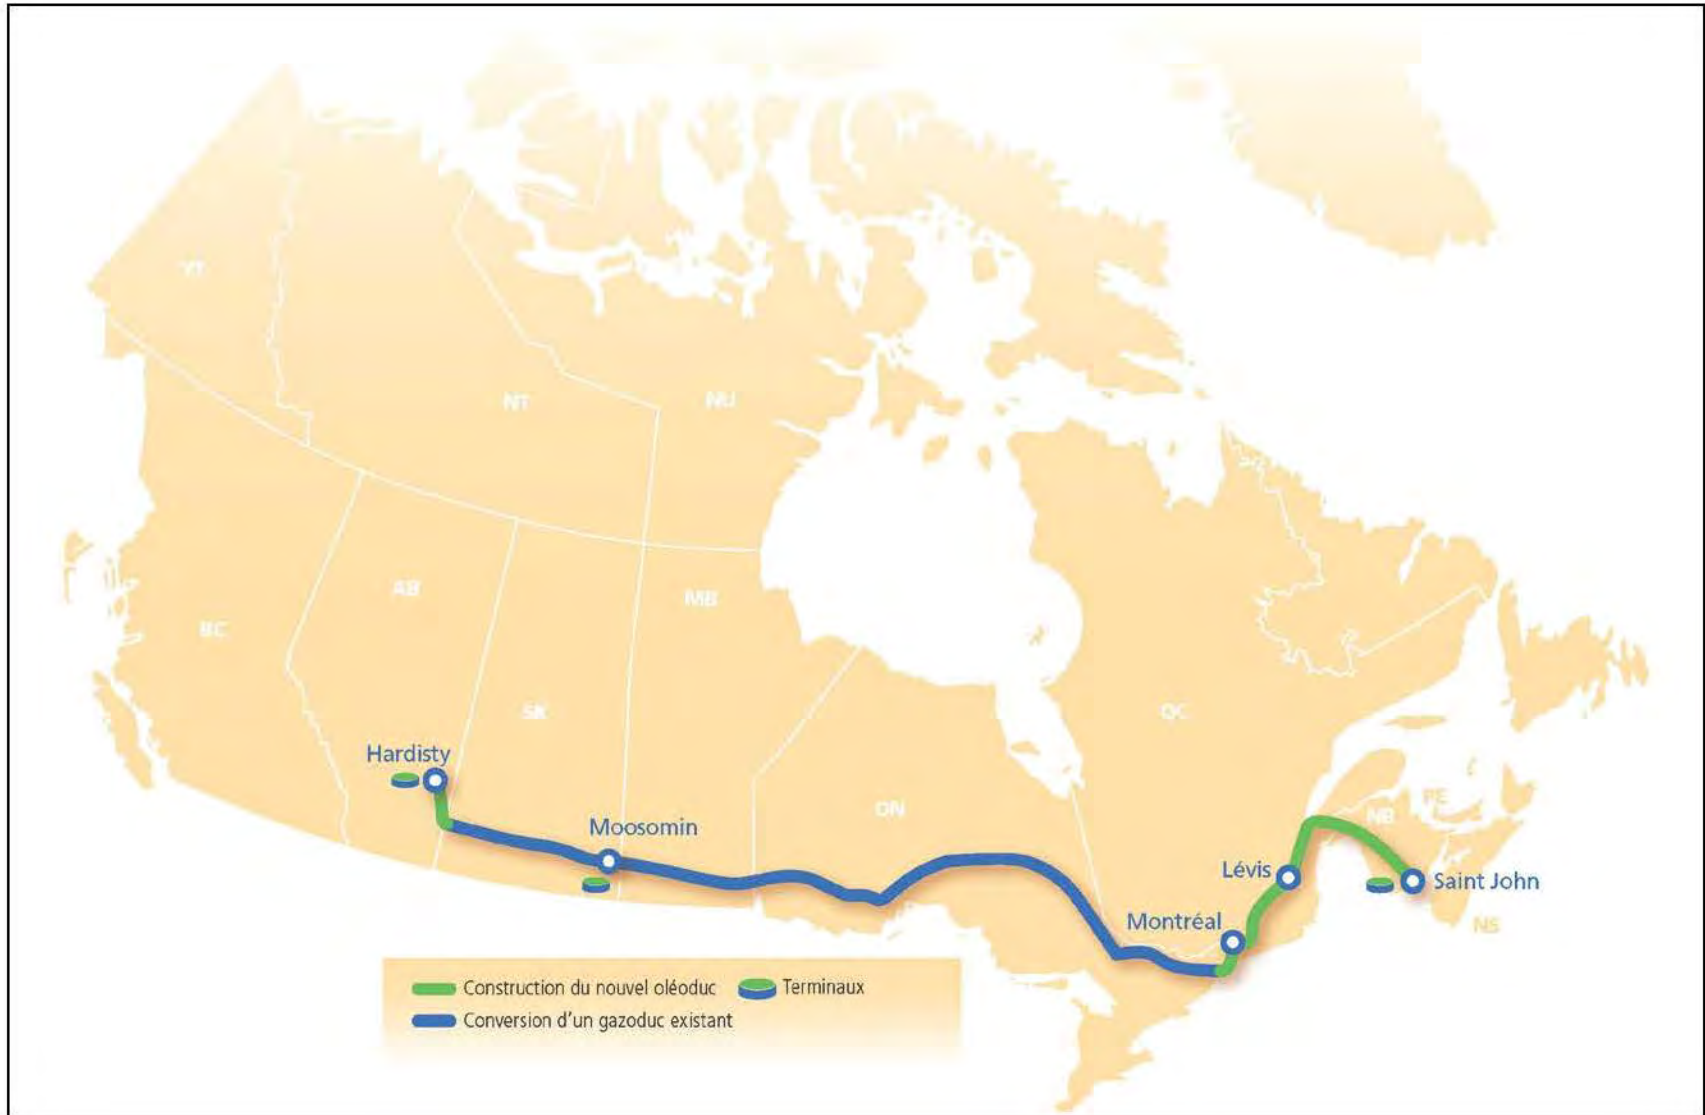 YT
NT
NU
AB
MB
BC
SK
QC
Hardisty
ON
PE
NB
Moosomin
Lévis
Saint John
Montréal
NS
Construction du nouvel oléoduc
Terminaux
Conversion d'un gazoduc existant